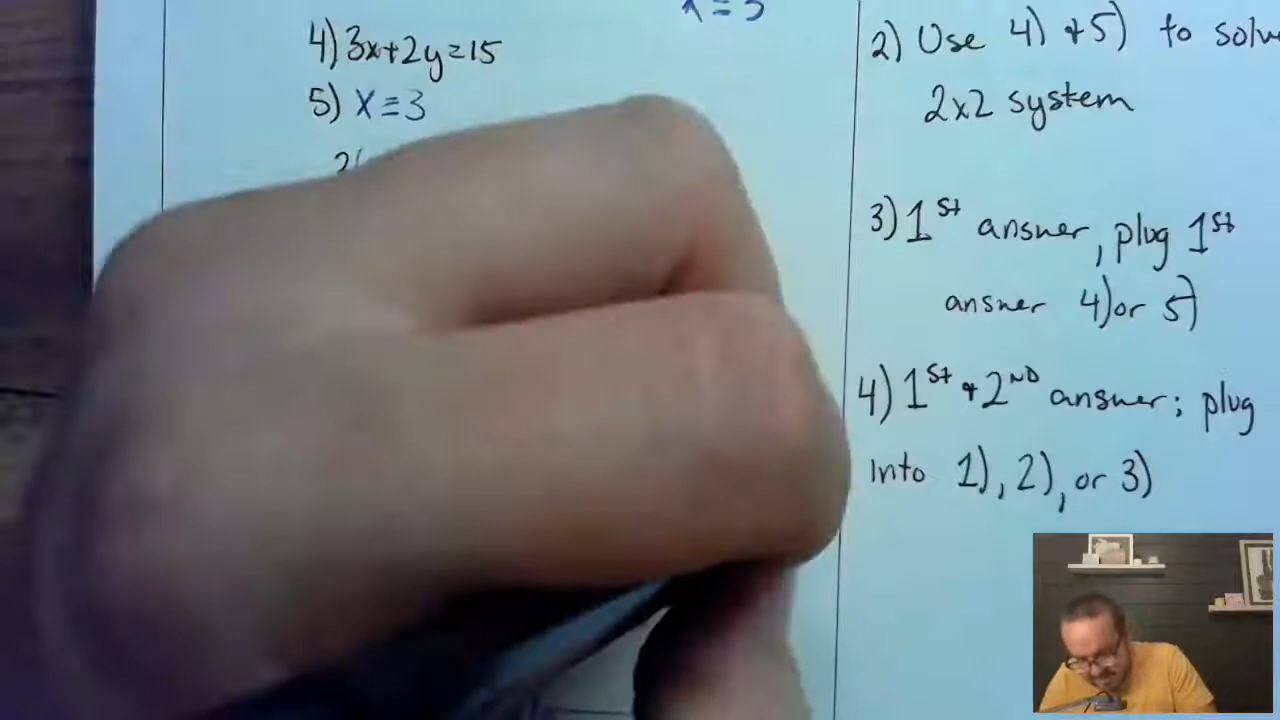 x = 3
4) 3x+2y=15
5) x = 3
2(
2) Use 4) + 5) to solve
2x2 system
3) 1st answer, plug 1st
answer 4) or 5)
4) 1st + 2ND answer; plug
into 1), 2), or 3)